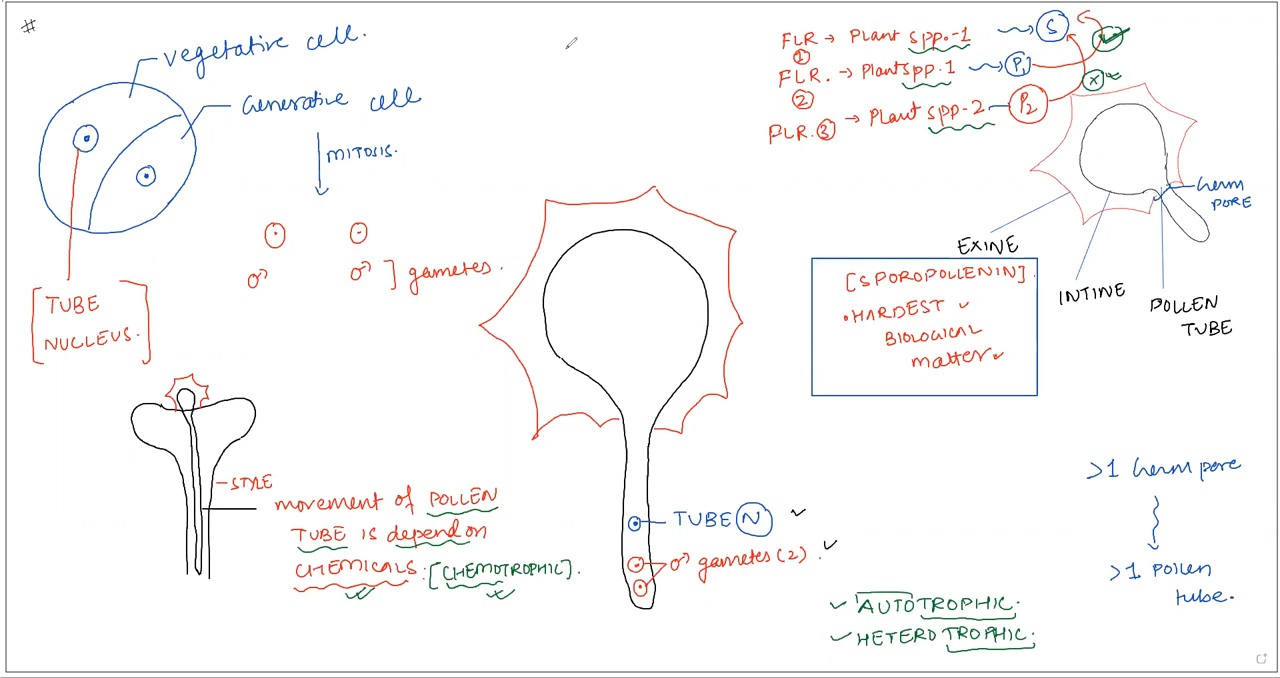 #
vegetative cell.
Generative cell
MITOSIS.
♂ ♂ ] gametes.
[TUBE
NUCLEUS.]
FLR → Plant spp.-1 → S
①
FLR. → Plant spp.1 → P1
②
FLR. ③ → Plant spp-2 - P2
✓
x
Germ
PORE
EXINE
INTINE
POLLEN
TUBE
[SPOROPOLLENIN].
• HARDEST ✓
BIOLOGICAL
matter ✓
STYLE
movement of POLLEN
TUBE is depend on
CHEMICALS: [CHEMOTROPHIC].
TUBE N ✓
♂ gametes (2). ✓
✓ AUTOTROPHIC.
✓ HETEROTROPHIC.
>1 Germ pore
>1 Pollen
tube.